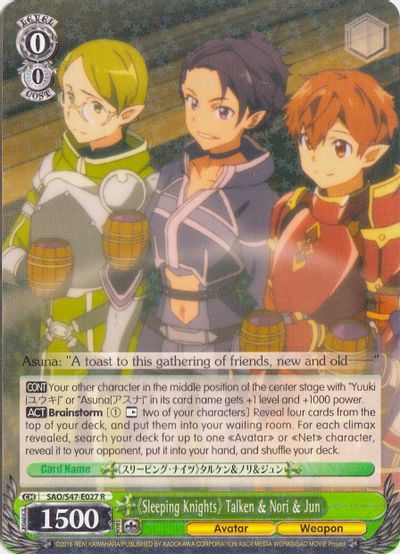 LEVEL
0
0
COST
Asuna: "A toast to this gathering of friends, new and old——"
CONT Your other character in the middle position of the center stage with "Yuuki
[ユウキ]" or "Asuna[アスナ]" in its card name gets +1 level and +1000 power.
ACT Brainstorm [① two of your characters] Reveal four cards from
the top of your deck, and put them into your waiting room. For each climax
revealed, search your deck for up to one «Avatar» or «Net» character,
reveal it to your opponent, put it into your hand, and shuffle your deck.
Card Name
《スリーピング・ナイツ》タルケン&ノリ&ジュン
CH SAO/S47-E027 R
POWER
1500
《Sleeping Knights》 Talken & Nori & Jun
Avatar
Weapon
©2016 REKI KAWAHARA/PUBLISHED BY KADOKAWA CORPORATION ASCII MEDIA WORKS/SAO MOVIE Project